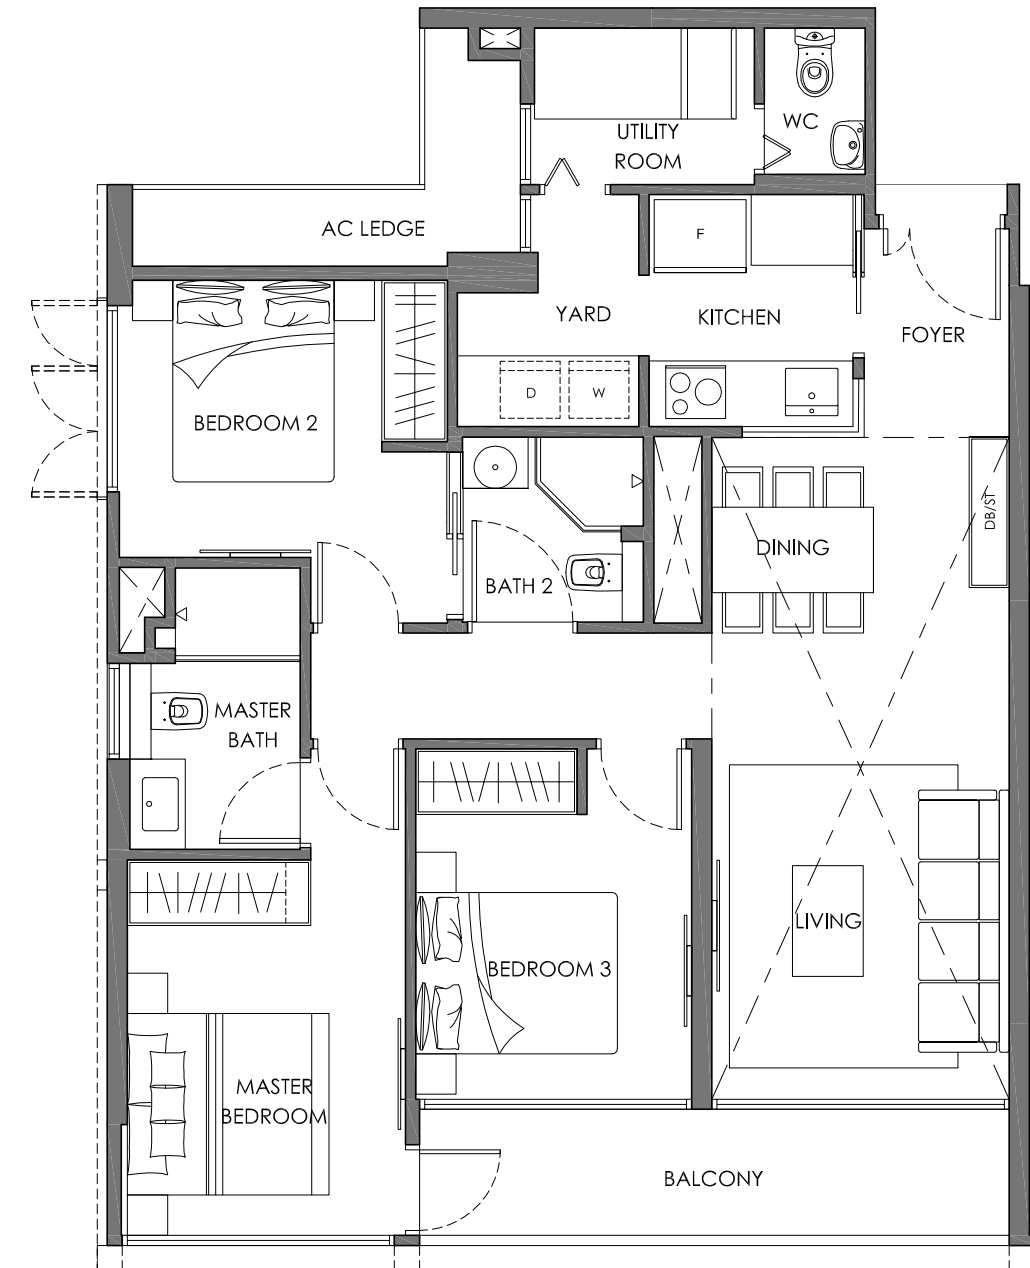 WC
UTILITY
ROOM
AC LEDGE
F
YARD
KITCHEN
FOYER
D
W
BEDROOM 2
DB/ST
DINING
BATH 2
MASTER
BATH
LIVING
BEDROOM 3
MASTER
BEDROOM
BALCONY